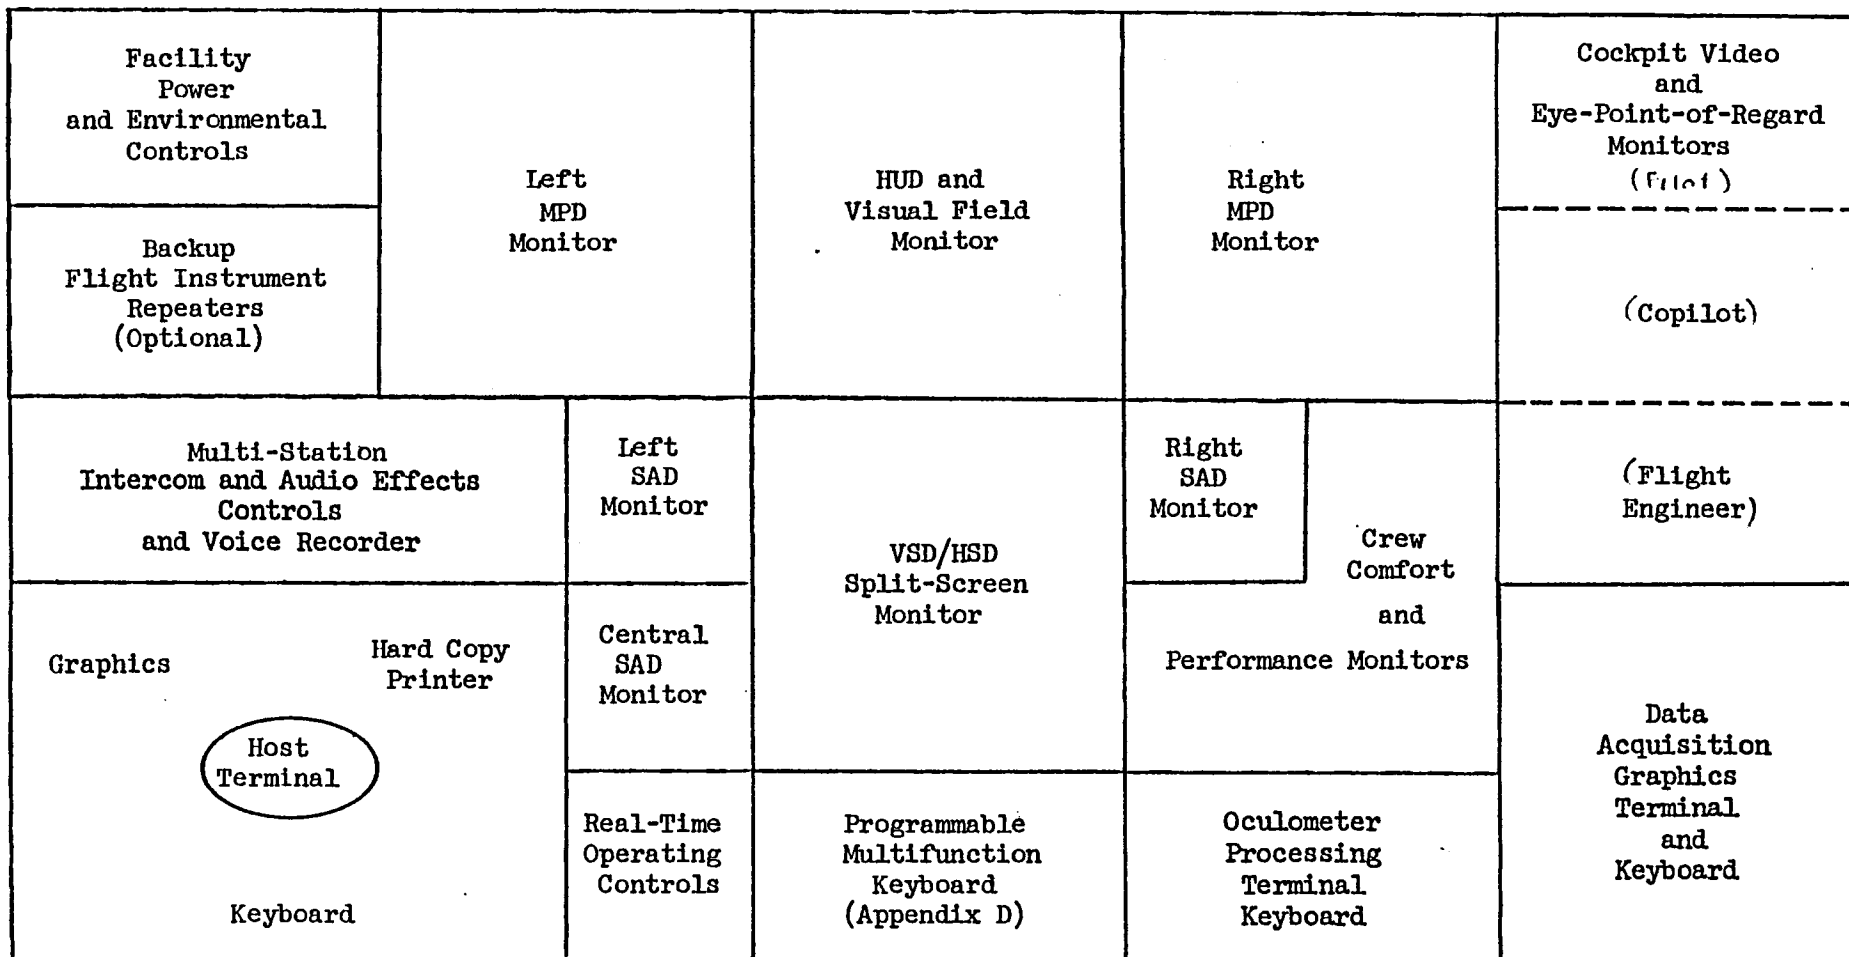 Facility
Power
and Environmental
Controls
Backup
Flight Instrument
Repeaters
(Optional)
Left
MPD
Monitor
HUD and
Visual Field
Monitor
Right
MPD
Monitor
Cockpit Video
and
Eye-Point-of-Regard
Monitors
(Pilot)
(Copilot)
(Flight
Engineer)
Multi-Station
Intercom and Audio Effects
Controls
and Voice Recorder
Left
SAD
Monitor
VSD/HSD
Split-Screen
Monitor
Right
SAD
Monitor
Crew
Comfort
and
Performance Monitors
Graphics
Hard Copy
Printer
Host
Terminal
Keyboard
Central
SAD
Monitor
Real-Time
Operating
Controls
Programmable
Multifunction
Keyboard
(Appendix D)
Oculometer
Processing
Terminal
Keyboard
Data
Acquisition
Graphics
Terminal
and
Keyboard